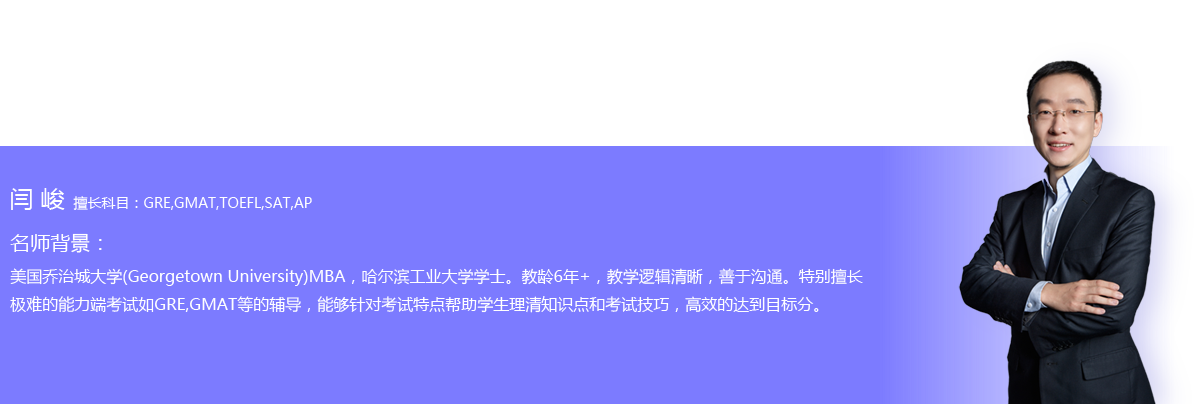 闫 峻 擅长科目：GRE,GMAT,TOEFL,SAT,AP
名师背景：
美国乔治城大学(Georgetown University)MBA，哈尔滨工业大学学士。教龄6年+，教学逻辑清晰，善于沟通。特别擅长
极难的能力端考试如GRE,GMAT等的辅导，能够针对考试特点帮助学生理清知识点和考试技巧，高效的达到目标分。